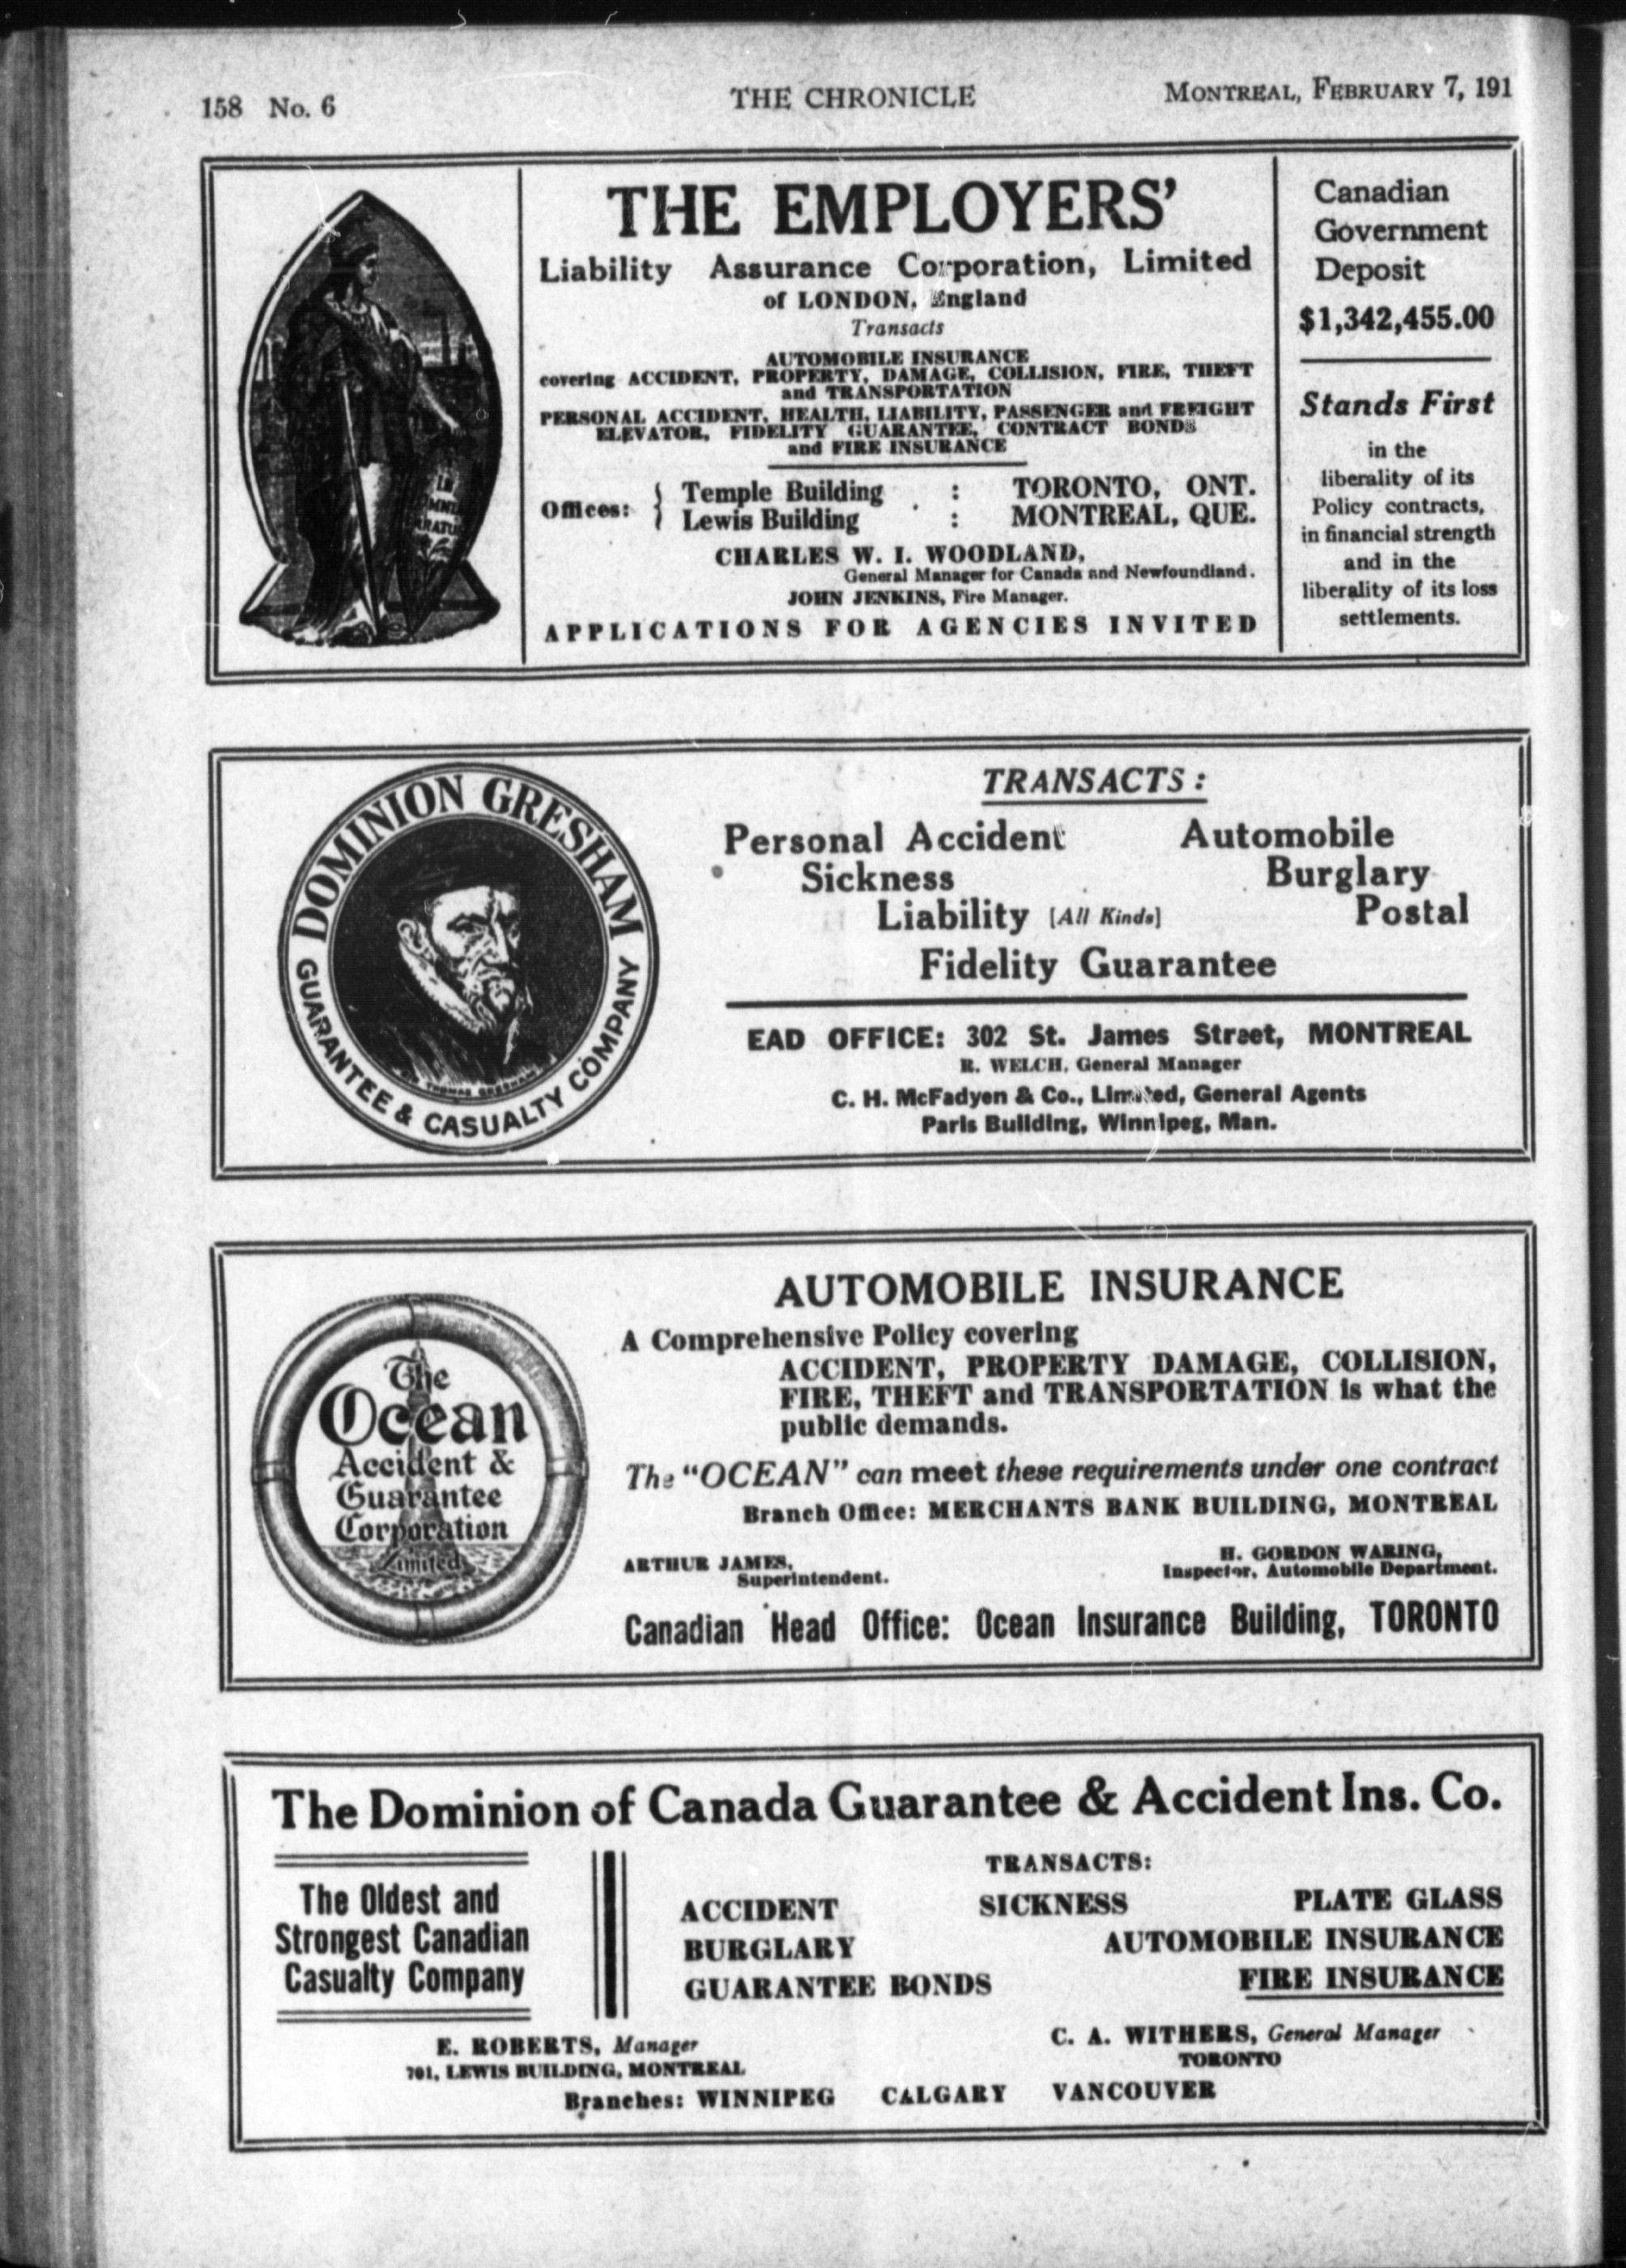 158 No. 6 THE CHRONICLE MONTREAL, FEBRUARY 7, 191
THE EMPLOYERS'
Liability Assurance Corporation, Limited
of LONDON, England
Transacts
AUTOMOBILE INSURANCE
covering ACCIDENT, PROPERTY, DAMAGE, COLLISION, FIRE, THEFT
and TRANSPORTATION
PERSONAL ACCIDENT, HEALTH, LIABILITY, PASSENGER and FREIGHT
ELEVATOR, FIDELITY GUARANTEE, CONTRACT BONDS
and FIRE INSURANCE
Offices: { Temple Building : TORONTO, ONT.
Lewis Building : MONTREAL, QUE.
CHARLES W. I. WOODLAND,
General Manager for Canada and Newfoundland.
JOHN JENKINS, Fire Manager.
APPLICATIONS FOR AGENCIES INVITED
Canadian
Government
Deposit
$1,342,455.00
Stands First
in the
liberality of its
Policy contracts,
in financial strength
and in the
liberality of its loss
settlements.
DOMINION GRESHAM
GUARANTEE & CASUALTY COMPANY
THOMAS GRESHAM
TRANSACTS:
Personal Accident Automobile
Sickness Burglary
Liability [All Kinds] Postal
Fidelity Guarantee
EAD OFFICE: 302 St. James Street, MONTREAL
R. WELCH, General Manager
C. H. McFadyen & Co., Limited, General Agents
Paris Building, Winnipeg, Man.
The
Ocean
Accident &
Guarantee
Corporation
Limited
AUTOMOBILE INSURANCE
A Comprehensive Policy covering
ACCIDENT, PROPERTY DAMAGE, COLLISION,
FIRE, THEFT and TRANSPORTATION is what the
public demands.
The "OCEAN" can meet these requirements under one contract
Branch Office: MERCHANTS BANK BUILDING, MONTREAL
ARTHUR JAMES, H. GORDON WARING,
Superintendent. Inspector, Automobile Department.
Canadian Head Office: Ocean Insurance Building, TORONTO
The Dominion of Canada Guarantee & Accident Ins. Co.
The Oldest and
Strongest Canadian
Casualty Company
TRANSACTS:
ACCIDENT SICKNESS PLATE GLASS
BURGLARY AUTOMOBILE INSURANCE
GUARANTEE BONDS FIRE INSURANCE
E. ROBERTS, Manager C. A. WITHERS, General Manager
701, LEWIS BUILDING, MONTREAL TORONTO
Branches: WINNIPEG CALGARY VANCOUVER